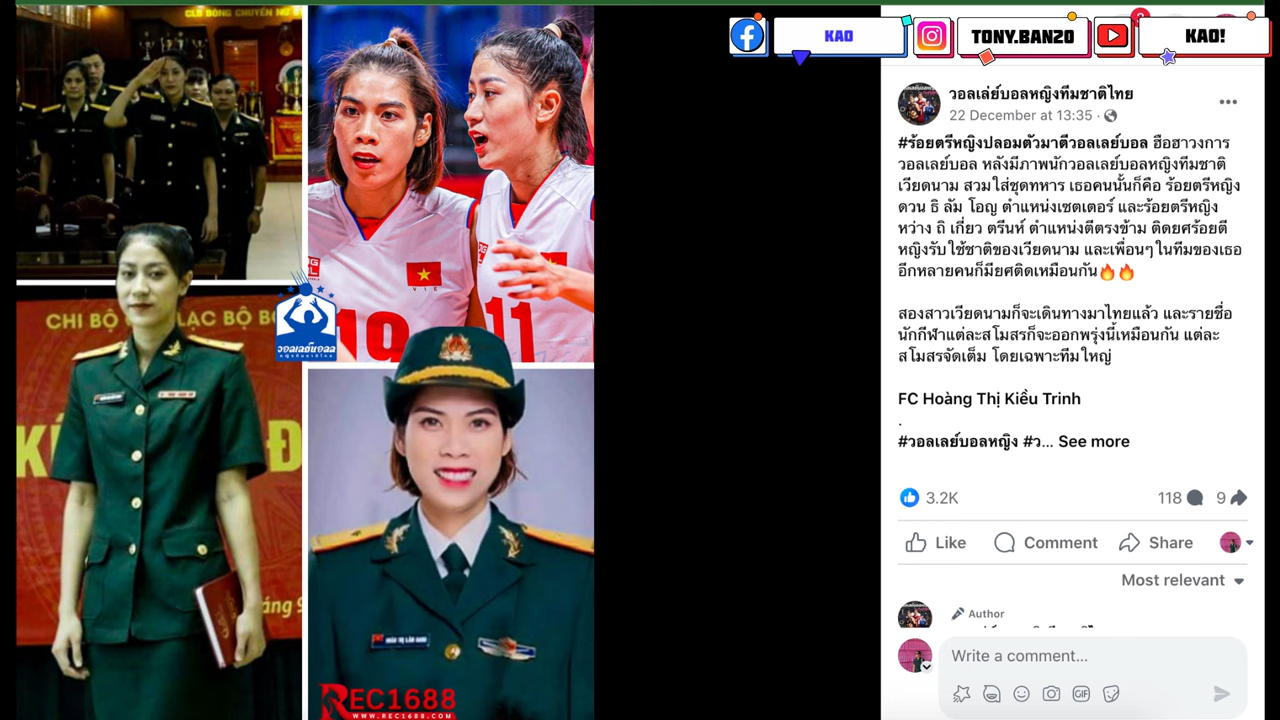 CLB BÓNG CHUYỀN NỮ B
CHI BỘ
LẠC BỘ BÓ
KÍ
Đ
áng 9
VIE
19
11
วอลเลย์บอลล
REC1688
WWW.REC1688.COM
KAO
TONY.BAN20
KAO!
วอลเล่ย์บอลหญิงทีมชาติไทย
22 December at 13:35 ·
#ร้อยตรีหญิงปลอมตัวมาตีวอลเลย์บอล ฮือฮาวงการ
วอลเลย์บอล หลังมีภาพนักวอลเลย์บอลหญิงทีมชาติ
เวียดนาม สวมใส่ชุดทหาร เธอคนนั้นก็คือ ร้อยตรีหญิง
ดวน ธิ ลัม โอญ ตำแหน่งเซตเตอร์ และร้อยตรีหญิง
หว่าง ถิ เกี่ยว ตรีนห์ ตำแหน่งตีตรงข้าม ติดยศร้อยตี
หญิงรับใช้ชาติของเวียดนาม และเพื่อนๆ ในทีมของเธอ
อีกหลายคนก็มียศติดเหมือนกัน🔥🔥
สองสาวเวียดนามก็จะเดินทางมาไทยแล้ว และรายชื่อ
นักกีฬาแต่ละสโมสรก็จะออกพรุ่งนี้เหมือนกัน แต่ละ
สโมสรจัดเต็ม โดยเฉพาะทีมใหญ่
FC Hoàng Thị Kiều Trinh
.
#วอลเลย์บอลหญิง #ว... See more
3.2K 118 9
Like Comment Share
Most relevant
Author
Write a comment...
GIF